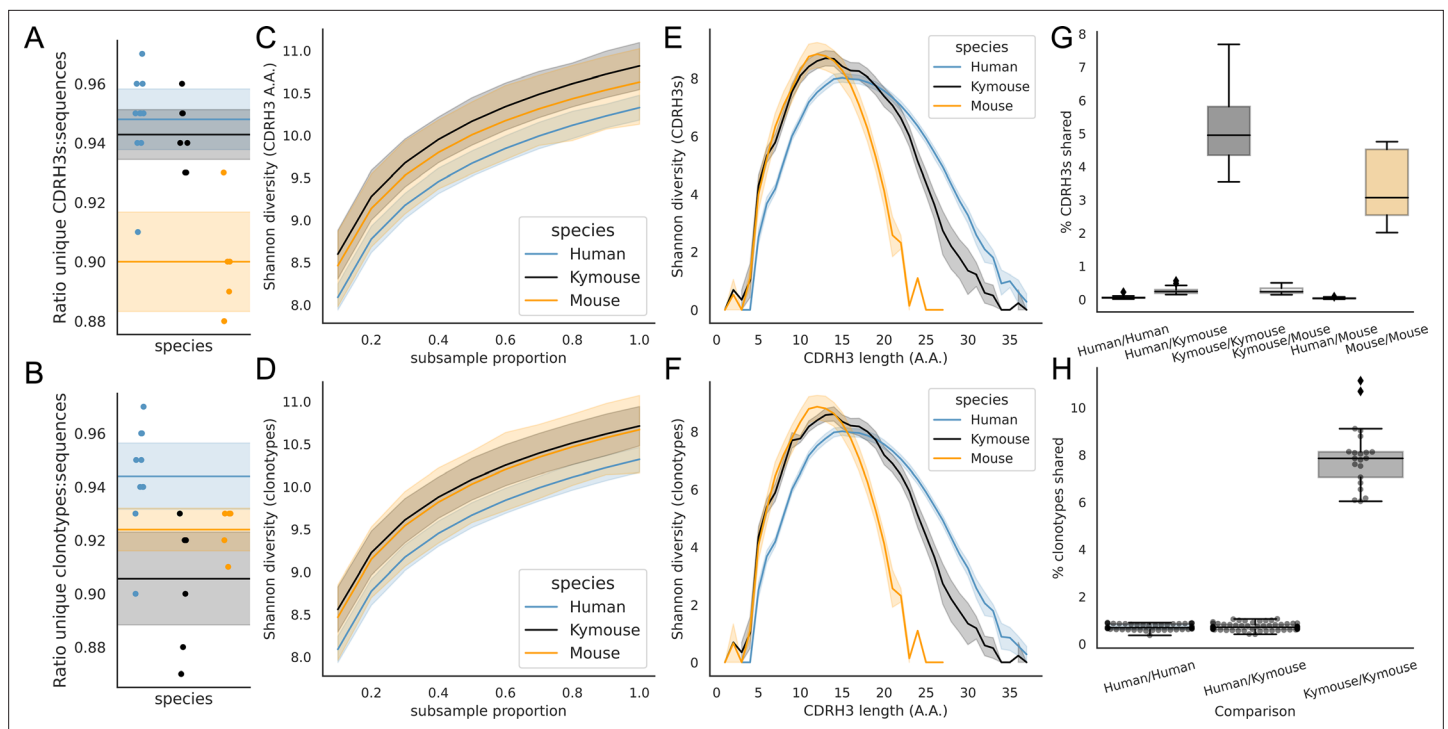 A
Ratio unique CDRH3s:sequences
0.96
0.94
0.92
0.90
0.88
species
C
Shannon diversity (CDRH3 A.A.)
11.0
10.5
10.0
9.5
9.0
8.5
8.0
species
Human
Kymouse
Mouse
0.2
0.4
0.6
0.8
1.0
subsample proportion
E
Shannon diversity (CDRH3s)
8
6
4
2
0
species
Human
Kymouse
Mouse
0
5
10
15
20
25
30
35
CDRH3 length (A.A.)
G
% CDRH3s shared
8
7
6
5
4
3
2
1
0
Human/Human
Human/Kymouse
Kymouse/Kymouse
Kymouse/Mouse
Human/Mouse
Mouse/Mouse
B
Ratio unique clonotypes:sequences
0.96
0.94
0.92
0.90
0.88
species
D
Shannon diversity (clonotypes)
11.0
10.5
10.0
9.5
9.0
8.5
8.0
species
Human
Kymouse
Mouse
0.2
0.4
0.6
0.8
1.0
subsample proportion
F
Shannon diversity (clonotypes)
8
6
4
2
0
species
Human
Kymouse
Mouse
0
5
10
15
20
25
30
35
CDRH3 length (A.A.)
H
% clonotypes shared
10
8
6
4
2
0
Human/Human
Human/Kymouse
Kymouse/Kymouse
Comparison